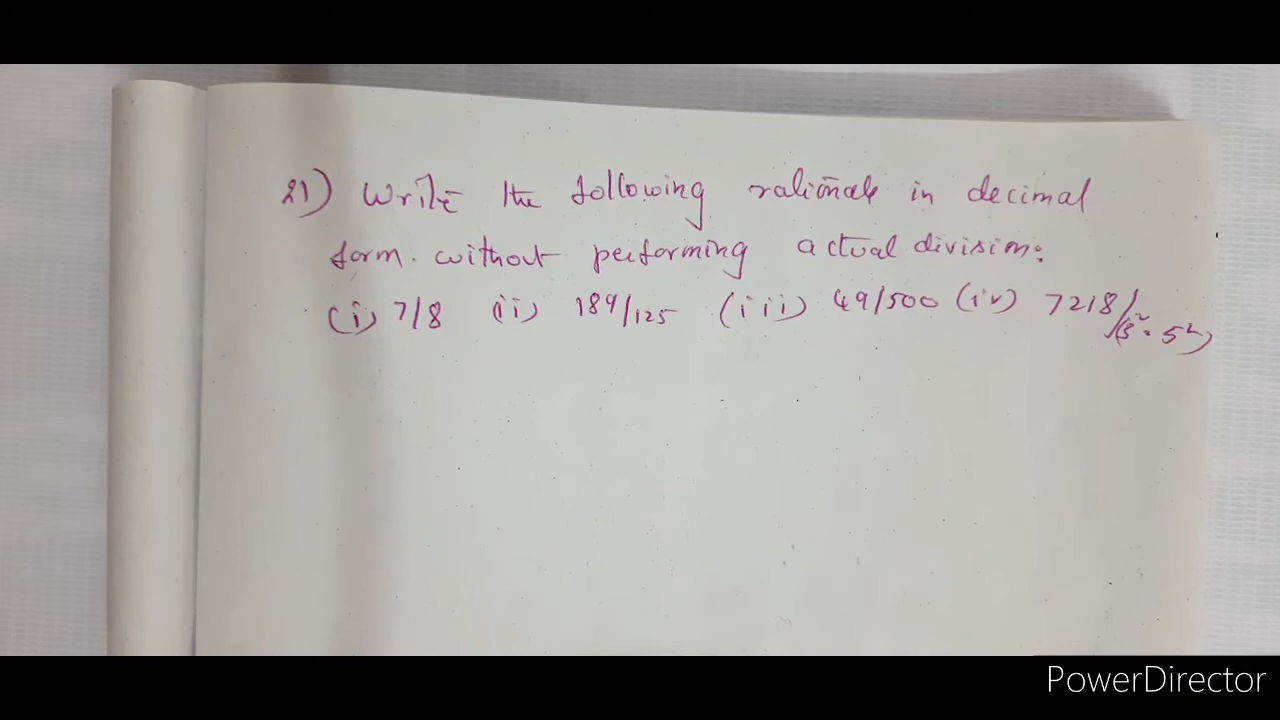 21) Write the following rationals in decimal
form. without performing actual division:
(i) 7/8 (ii) 189/125 (iii) 49/500 (iv) 7218/(3²·5²)
PowerDirector